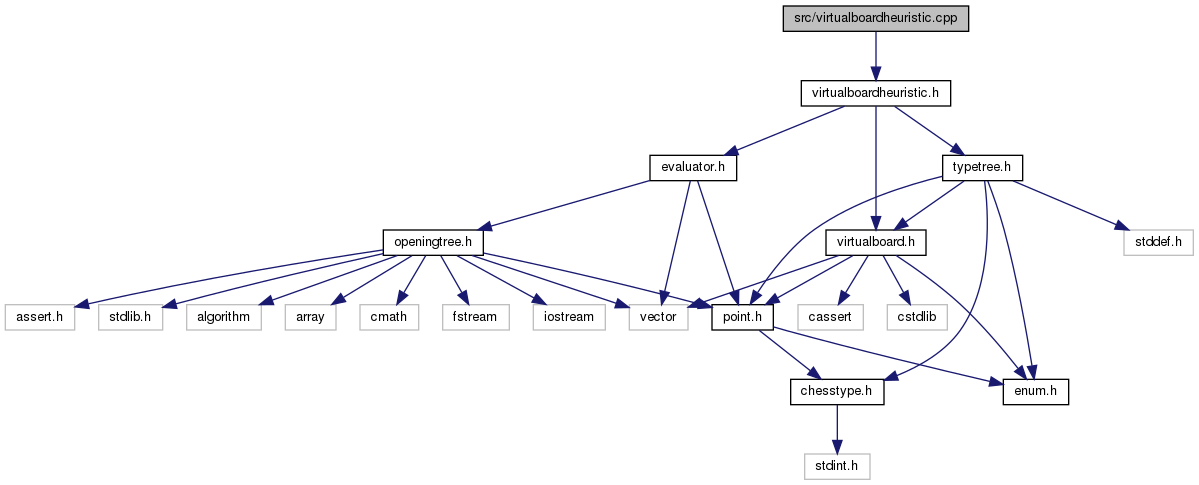 src/virtualboardheuristic.cpp
virtualboardheuristic.h
evaluator.h
typetree.h
openingtree.h
virtualboard.h
stddef.h
assert.h
stdlib.h
algorithm
array
cmath
fstream
iostream
vector
point.h
cassert
cstdlib
chesstype.h
enum.h
stdint.h